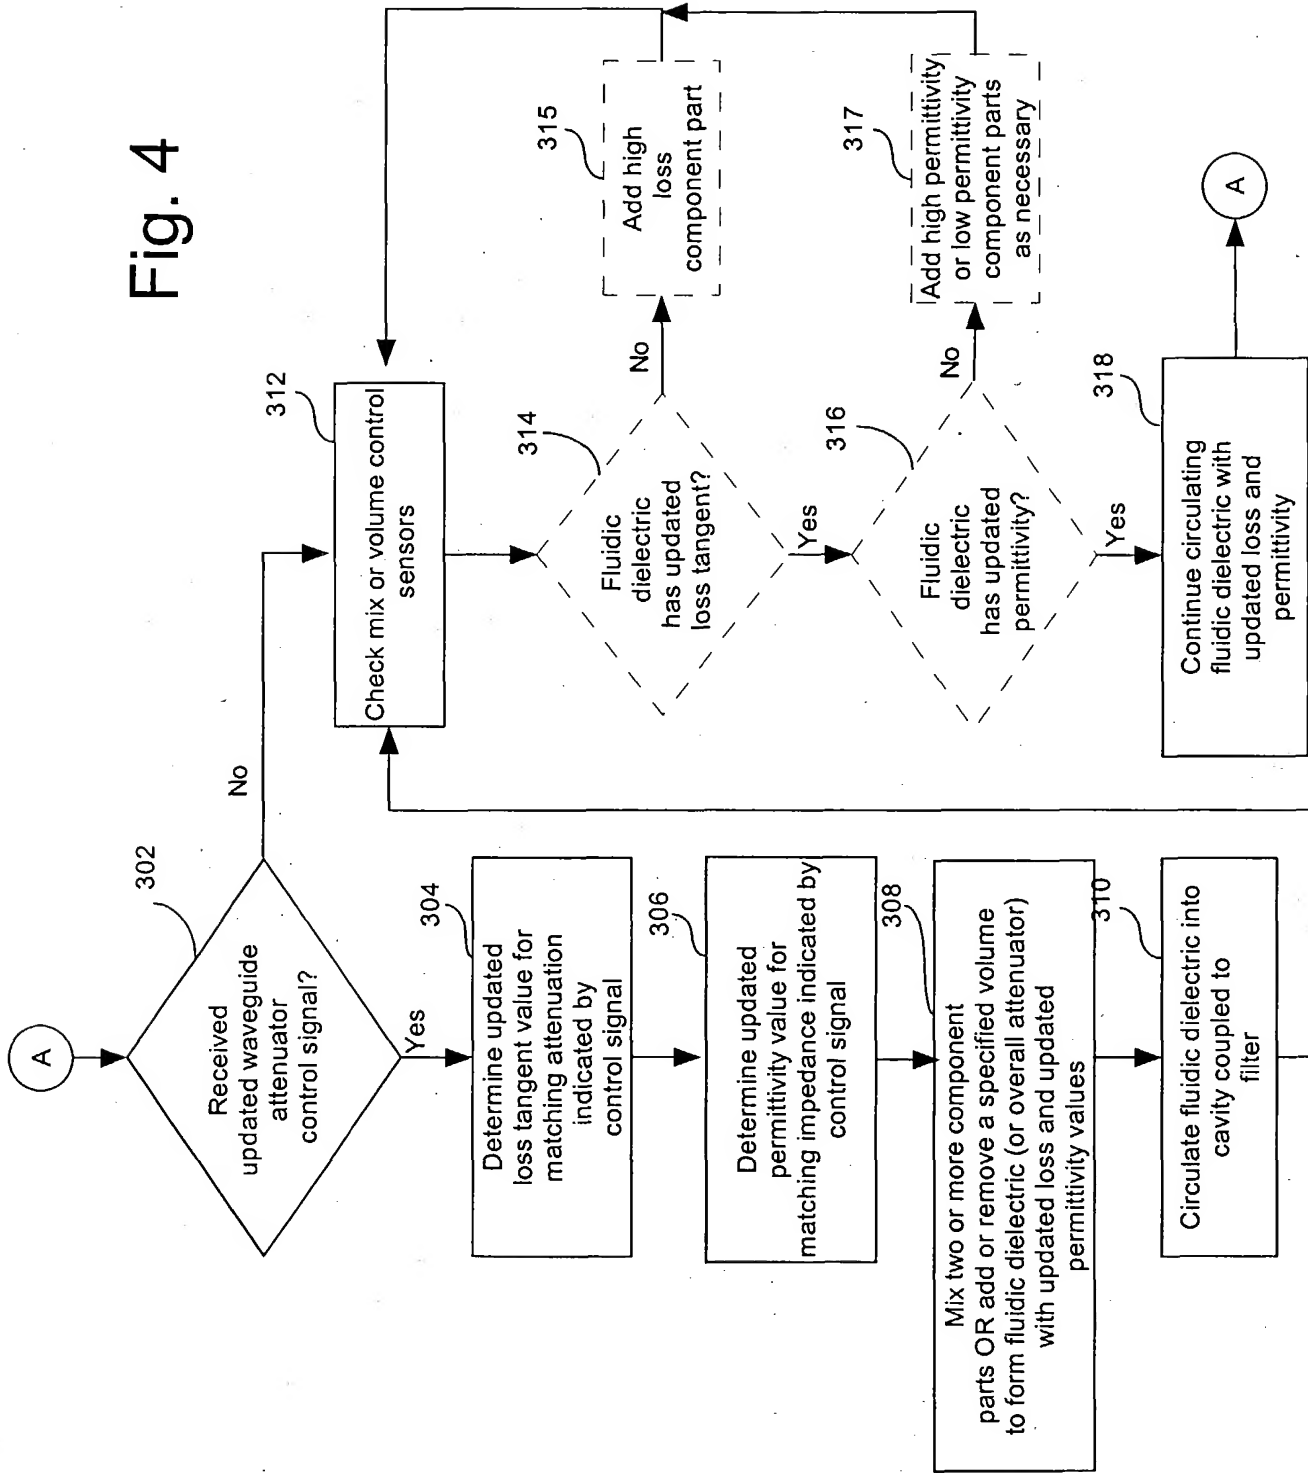 Fig. 4
A
Received
updated waveguide
attenuator
control signal?
302
No
Yes
Determine updated
loss tangent value for
matching attenuation
indicated by
control signal
304
Determine updated
permittivity value for
matching impedance indicated by
control signal
306
Mix two or more component
parts OR add or remove a specified volume
to form fluidic dielectric (or overall attenuator)
with updated loss and updated
permittivity values
308
Circulate fluidic dielectric into
cavity coupled to
filter
310
Check mix or volume control
sensors
312
Fluidic
dielectric
has updated
loss tangent?
314
No
Yes
Add high
loss
component part
315
Fluidic
dielectric
has updated
permittivity?
316
No
Yes
Add high permittivity
or low permittivity
component parts
as necessary
317
Continue circulating
fluidic dielectric with
updated loss and
permittivity
318
A